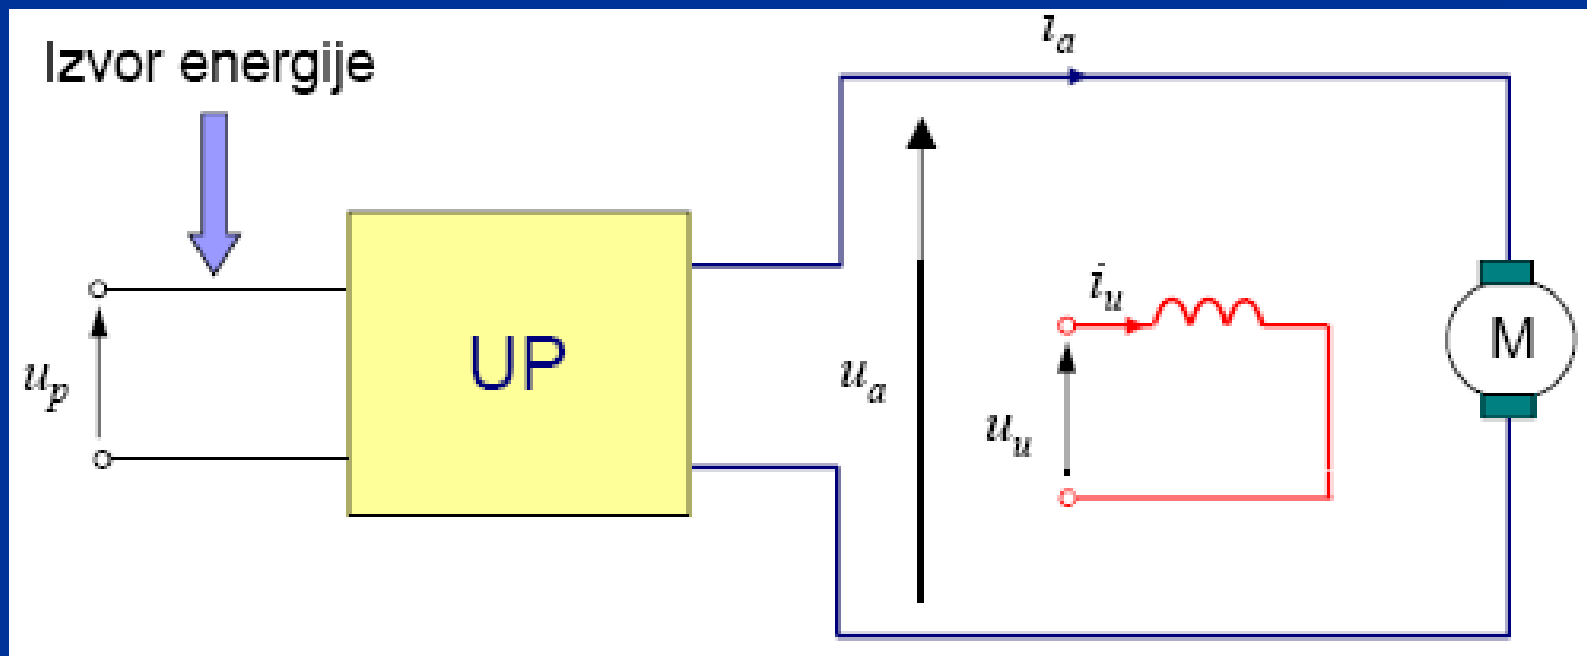 Izvor energije
i_a
u_p
UP
u_a
i_u
u_u
M